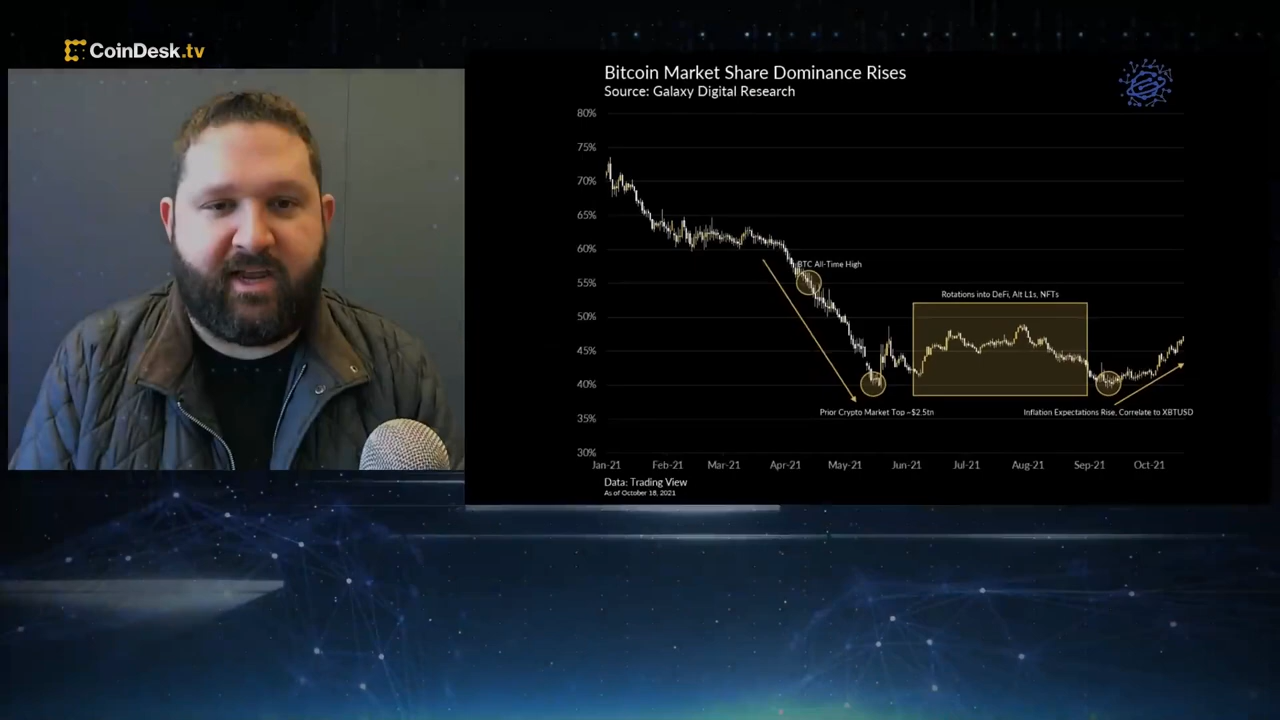 CoinDesk.tv
Bitcoin Market Share Dominance Rises
Source: Galaxy Digital Research
80%
75%
70%
65%
60%
55%
50%
45%
40%
35%
30%
BTC All-Time High
Rotations into DeFi, Alt L1s, NFTs
Prior Crypto Market Top ~$2.5tn
Inflation Expectations Rise, Correlate to XBTUSD
Jan-21 Feb-21 Mar-21 Apr-21 May-21 Jun-21 Jul-21 Aug-21 Sep-21 Oct-21
Data: Trading View
As of October 18, 2021